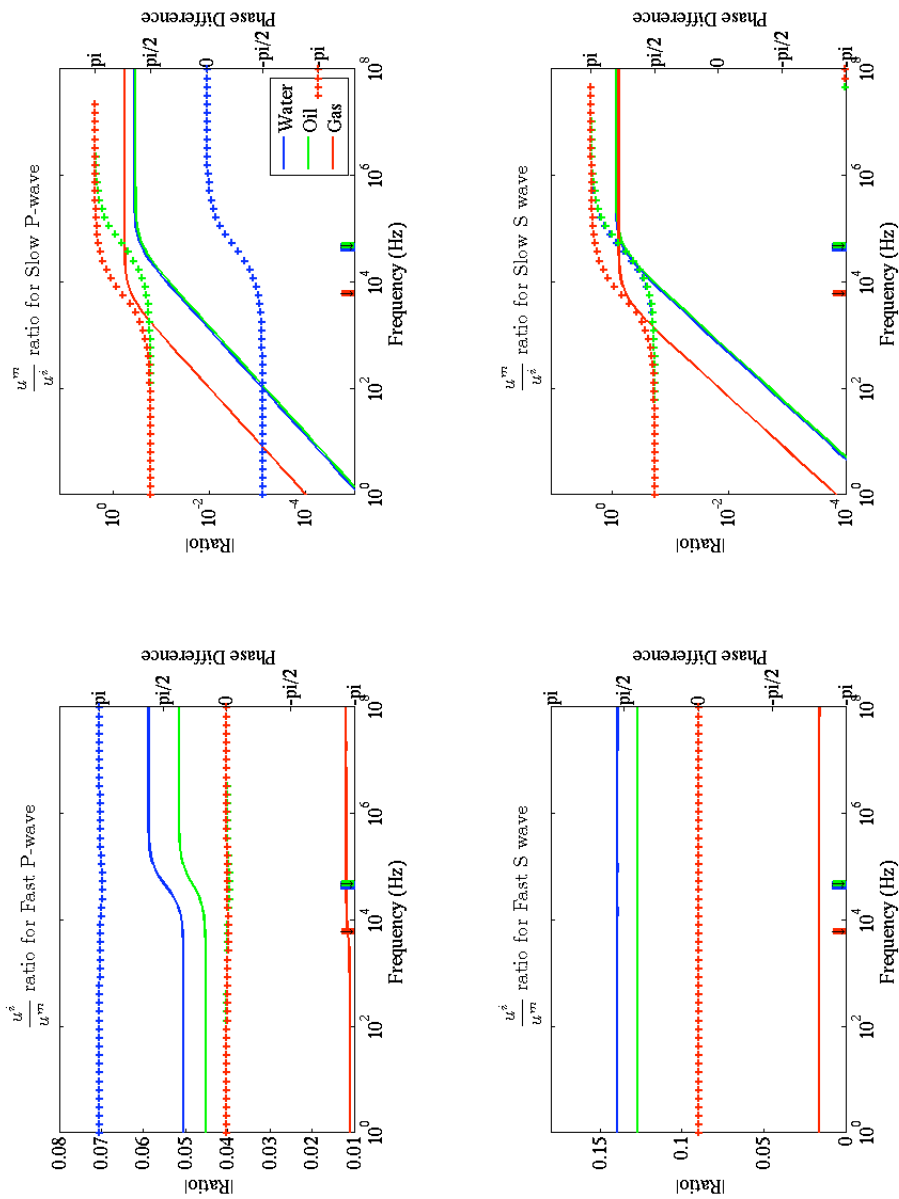 u^i
u^m ratio for Fast P-wave
|Ratio|
0.08
0.07
0.06
0.05
0.04
0.03
0.02
0.01
pi
pi/2
0
-pi/2
-pi
Phase Difference
10^0 10^2 10^4 10^6 10^8
Frequency (Hz)
u^m
u^i ratio for Slow P-wave
|Ratio|
10^0
10^-2
10^-4
pi
pi/2
0
-pi/2
-pi
Phase Difference
Water
Oil
Gas
10^0 10^2 10^4 10^6 10^8
Frequency (Hz)
u^i
u^m ratio for Fast S wave
|Ratio|
0.15
0.1
0.05
0
pi
pi/2
0
-pi/2
-pi
Phase Difference
10^0 10^2 10^4 10^6 10^8
Frequency (Hz)
u^m
u^i ratio for Slow S wave
|Ratio|
10^0
10^-2
10^-4
pi
pi/2
0
-pi/2
-pi
Phase Difference
10^0 10^2 10^4 10^6 10^8
Frequency (Hz)